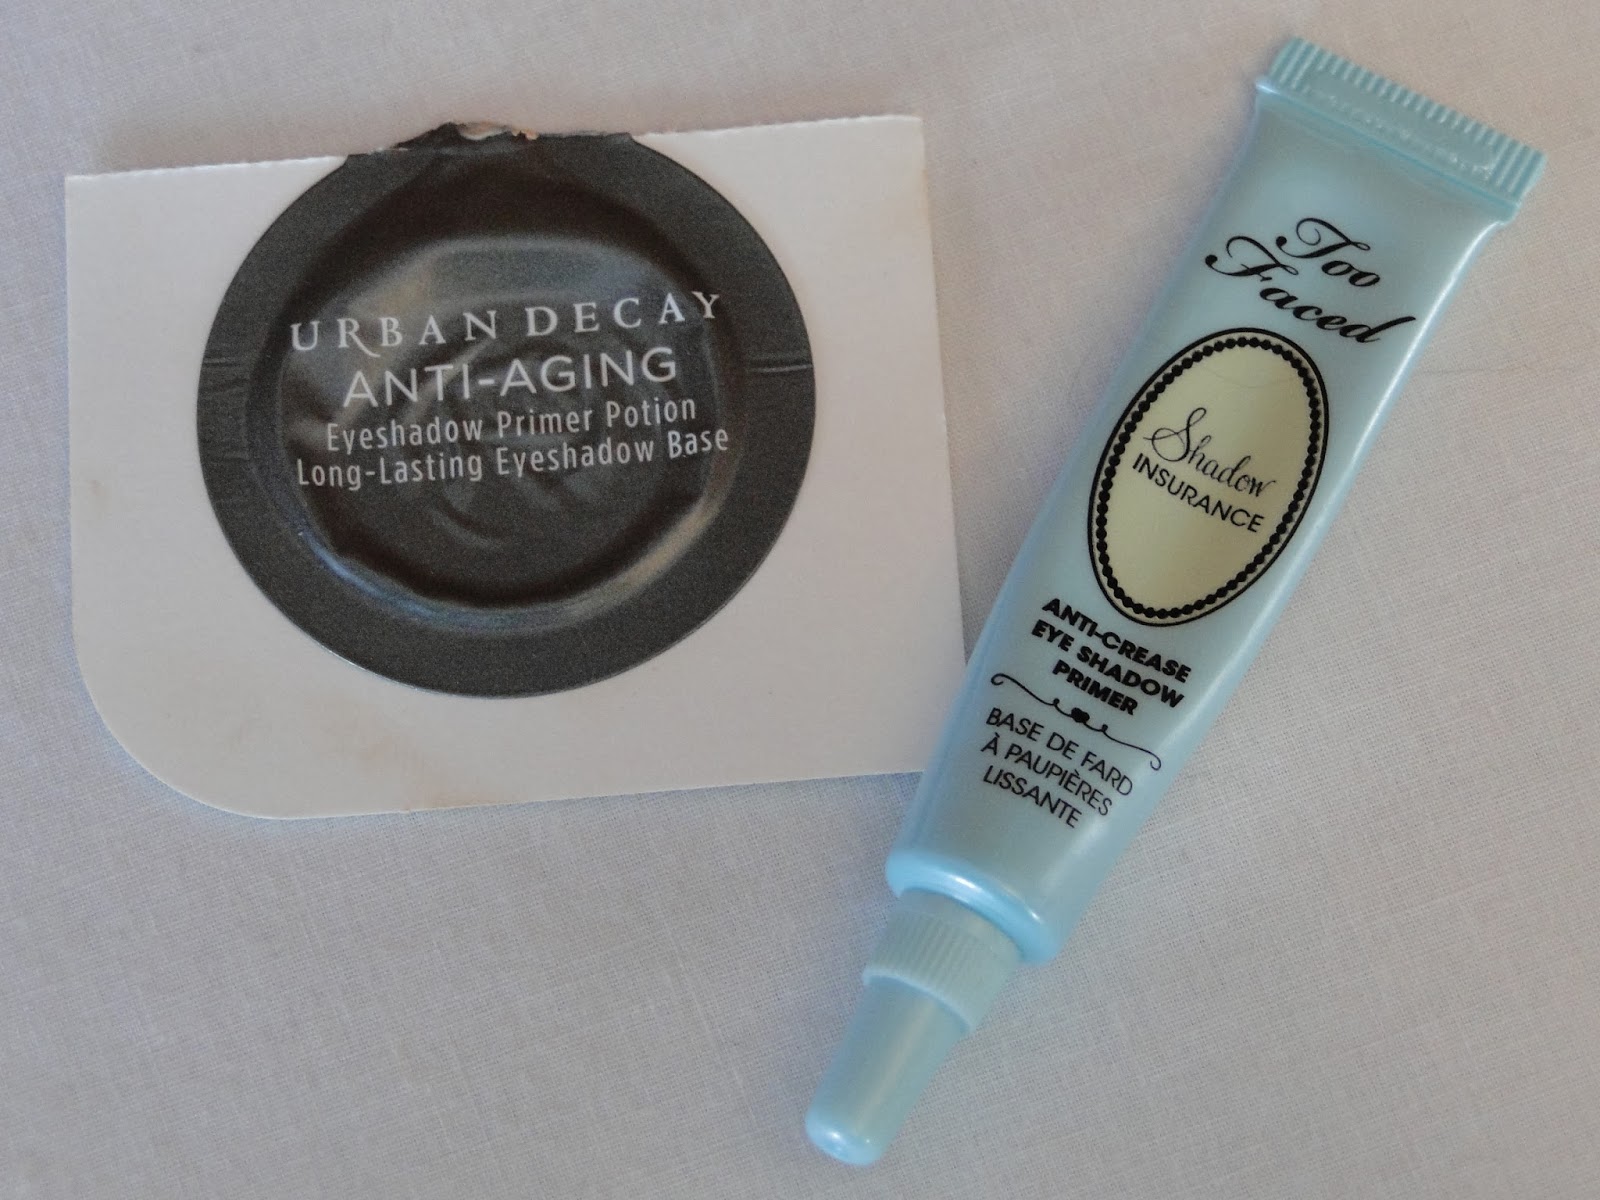 URBAN DECAY
ANTI-AGING
Eyeshadow Primer Potion
Long-Lasting Eyeshadow Base
Too
Faced
Shadow
INSURANCE
ANTI-CREASE
EYE SHADOW
PRIMER
BASE DE FARD
À PAUPIÈRES
LISSANTE